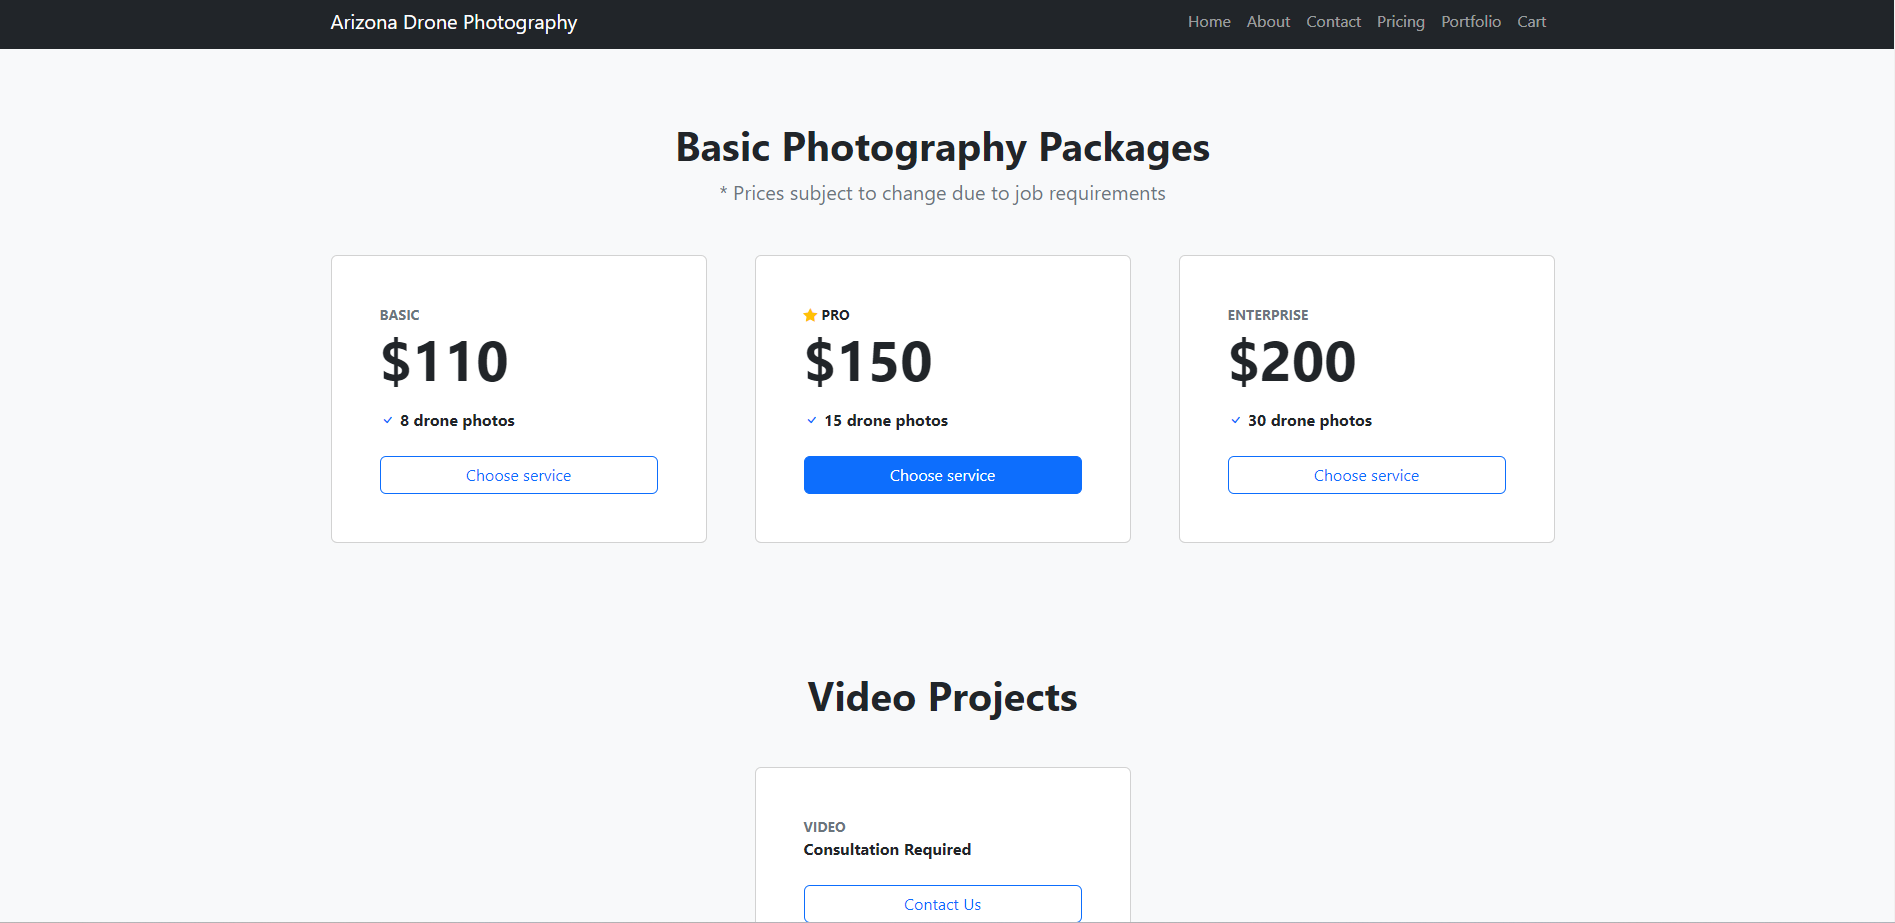 Arizona Drone Photography
Home About Contact Pricing Portfolio Cart
Basic Photography Packages
* Prices subject to change due to job requirements
BASIC
$110
8 drone photos
Choose service
PRO
$150
15 drone photos
Choose service
ENTERPRISE
$200
30 drone photos
Choose service
Video Projects
VIDEO
Consultation Required
Contact Us